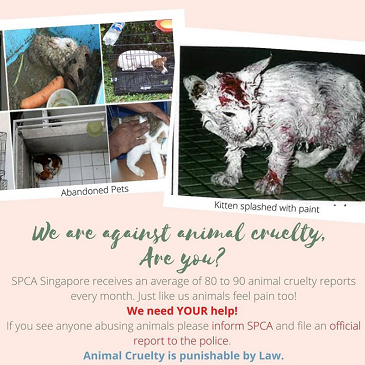 Abandoned Pets
Kitten splashed with paint
We are against animal cruelty,
Are you?
SPCA Singapore receives an average of 80 to 90 animal cruelty reports
every month. Just like us animals feel pain too!
We need YOUR help!
If you see anyone abusing animals please inform SPCA and file an official
report to the police.
Animal Cruelty is punishable by Law.